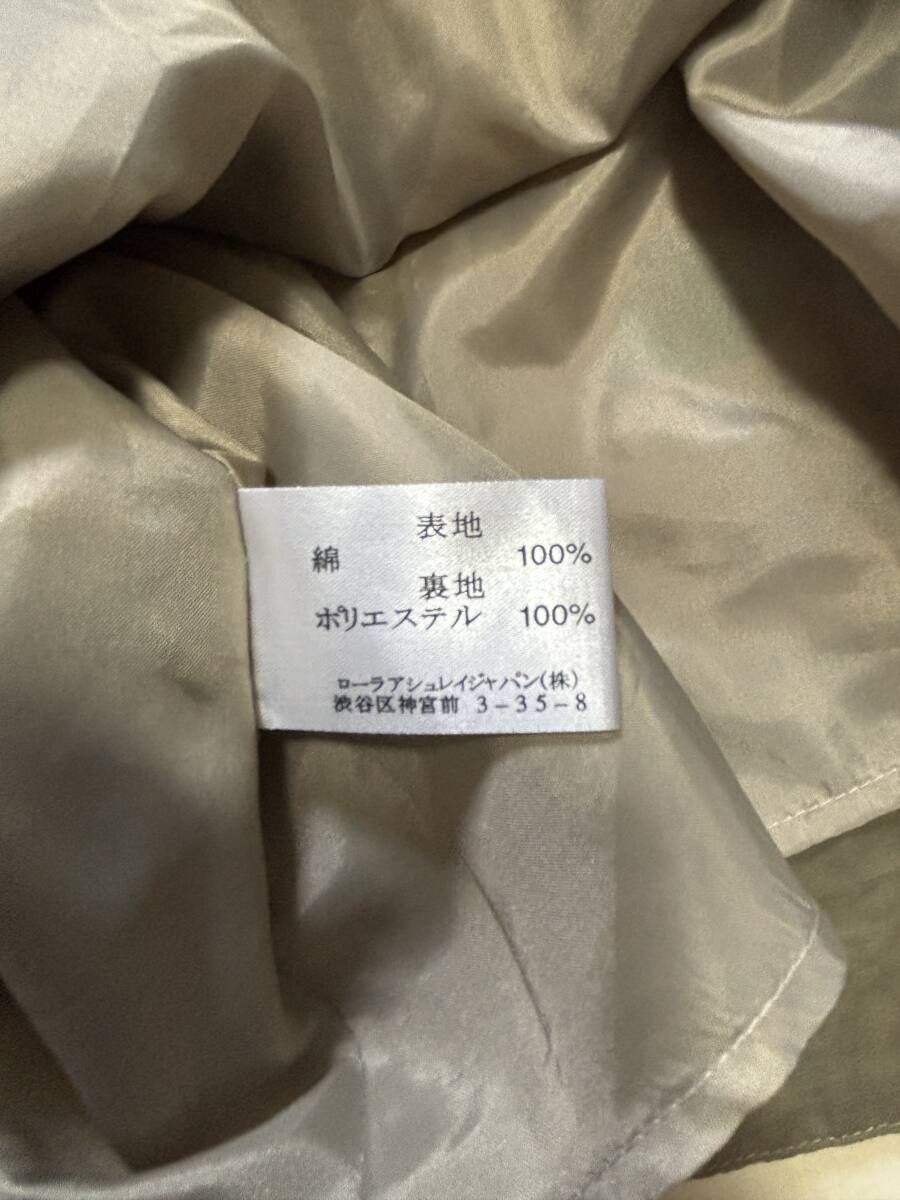 表地
綿 100%
裏地
ポリエステル 100%
ローラアシュレイジャパン(株)
渋谷区神宮前 3-35-8